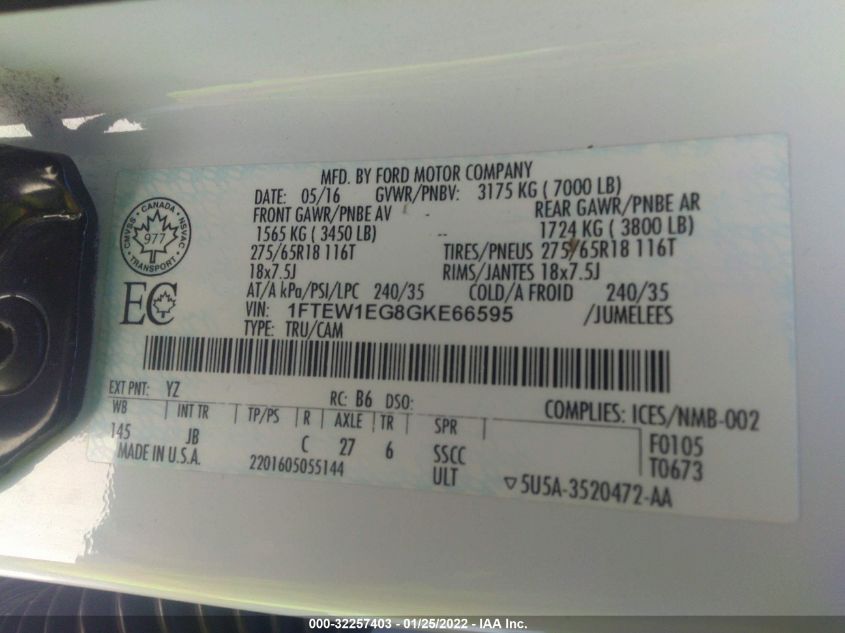 MFD. BY FORD MOTOR COMPANY
DATE: 05/16 GVWR/PNBV: 3175 KG ( 7000 LB)
FRONT GAWR/PNBE AV REAR GAWR/PNBE AR
1565 KG ( 3450 LB) 1724 KG ( 3800 LB)
275/65R18 116T TIRES/PNEUS 275/65R18 116T
18x7.5J RIMS/JANTES 18x7.5J
AT/A kPa/PSI/LPC 240/35 COLD/A FROID 240/35
VIN: 1FTEW1EG8GKE66595 /JUMELEES
TYPE: TRU/CAM
CMVSS - CANADA - NSVAC
977
TRANSPORT
EC
EXT PNT: YZ RC: B6 DSO:
COMPLIES: ICES/NMB-002
WB INT TR TP/PS R AXLE TR SPR
145 JB C 27 6 SSCC
F0105
T0673
MADE IN U.S.A. 2201605055144 ULT
▽5U5A-3520472-AA
000-32257403 - 01/25/2022 - IAA Inc.